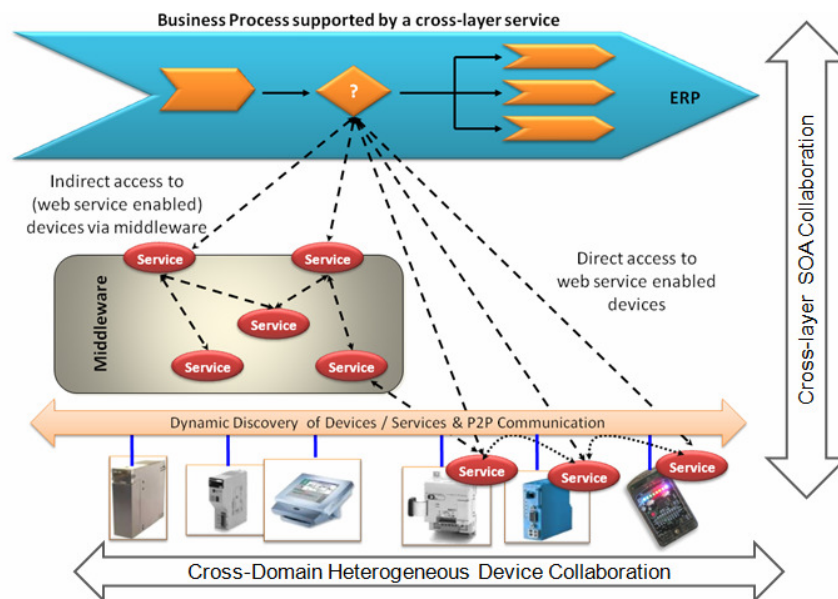 Business Process supported by a cross-layer service
?
ERP
Indirect access to
(web service enabled)
devices via middleware
Direct access to
web service enabled
devices
Cross-layer SOA Collaboration
Service
Service
Service
Service
Service
Middleware
Dynamic Discovery of Devices / Services & P2P Communication
Service
Service
Service
Cross-Domain Heterogeneous Device Collaboration